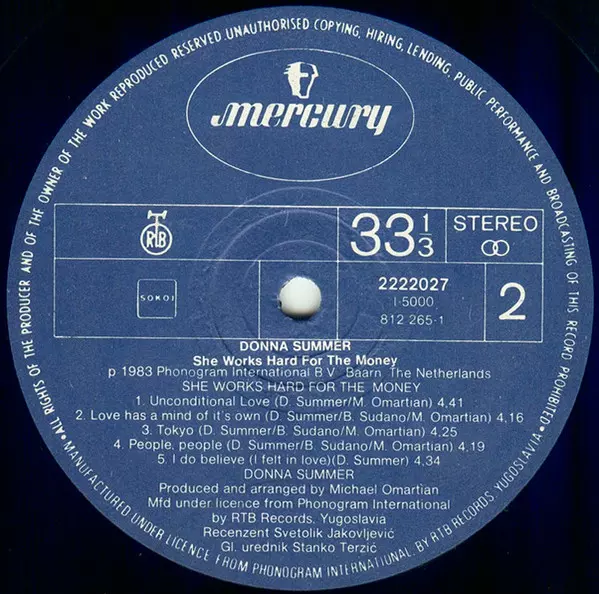 •ALL RIGHTS OF THE PRODUCER AND OF THE OWNER OF THE WORK REPRODUCED RESERVED.UNAUTHORISED COPYING, HIRING, LENDING, PUBLIC PERFORMANCE AND BROADCASTING OF THIS RECORD PROHIBITED•
mercury
RTB
33 1/3
STEREO
SOKOJ
2222027
I-5000
812 265-1
2
DONNA SUMMER
She Works Hard For The Money
p 1983 Phonogram International B.V. Baarn, The Netherlands
SHE WORKS HARD FOR THE MONEY
1. Unconditional Love (D. Summer/M. Omartian) 4,41
2. Love has a mind of it's own (D. Summer/B. Sudano/M. Omartian) 4,16
3. Tokyo (D. Summer/B. Sudano/M. Omartian) 4,25
4. People, people (D. Summer/B. Sudano/M. Omartian) 4,19
5. I do believe (I felt in love)(D. Summer) 4,34
DONNA SUMMER
Produced and arranged by Michael Omartian
Mfd under licence from Phonogram International
by RTB Records, Yugoslavia
Recenzent Svetolik Jakovljević
Gl. urednik Stanko Terzić
MANUFACTURED UNDER LICENCE FROM PHONOGRAM INTERNATIONAL, BY RTB RECORDS, YUGOSLAVIA•